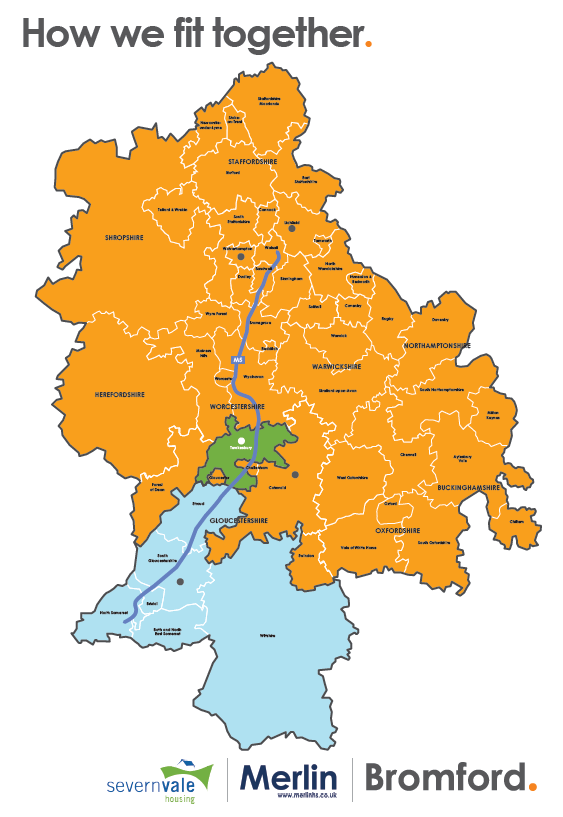 How we fit together.
Staffordshire
Moorlands
Newcastle-
under-Lyme
Stoke-
on-Trent
STAFFORDSHIRE
Stafford
East
Staffordshire
Telford & Wrekin
Cannock
South
Staffordshire
Lichfield
SHROPSHIRE
Tamworth
Wolverhampton
Walsall
Sandwell
North
Warwickshire
Dudley
Birmingham
Nuneaton &
Bedworth
Solihull
Coventry
Wyre Forest
Rugby
Daventry
Bromsgrove
Warwick
NORTHAMPTONSHIRE
Redditch
Malvern
Hills
M5
WARWICKSHIRE
Worcester
Wychavon
Stratford-upon-Avon
South Northamptonshire
HEREFORDSHIRE
WORCESTERSHIRE
Milton
Keynes
Tewkesbury
Cherwell
Aylesbury
Vale
Cheltenham
Gloucester
West Oxfordshire
Forest
of Dean
Cotswold
BUCKINGHAMSHIRE
Stroud
Oxford
GLOUCESTERSHIRE
Chiltern
OXFORDSHIRE
South Oxfordshire
Vale of White Horse
Swindon
South
Gloucestershire
Bristol
North Somerset
Bath and North
East Somerset
Wiltshire
severnvale
housing
Merlin
www.merlinhs.co.uk
Bromford.